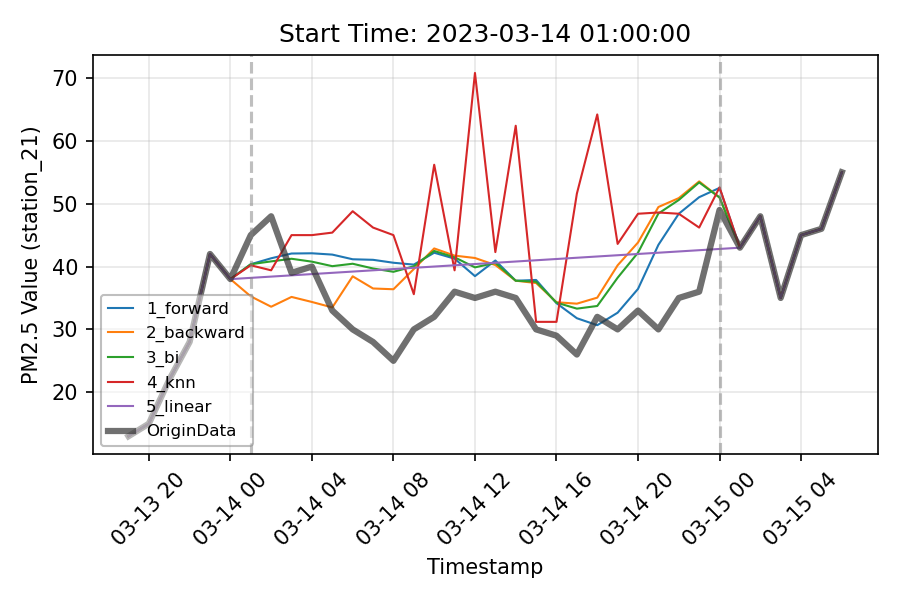 Start Time: 2023-03-14 01:00:00
PM2.5 Value (station_21)
70
60
50
40
30
20
1_forward
2_backward
3_bi
4_knn
5_linear
OriginData
03-13 20
03-14 00
03-14 04
03-14 08
03-14 12
03-14 16
03-14 20
03-15 00
03-15 04
Timestamp